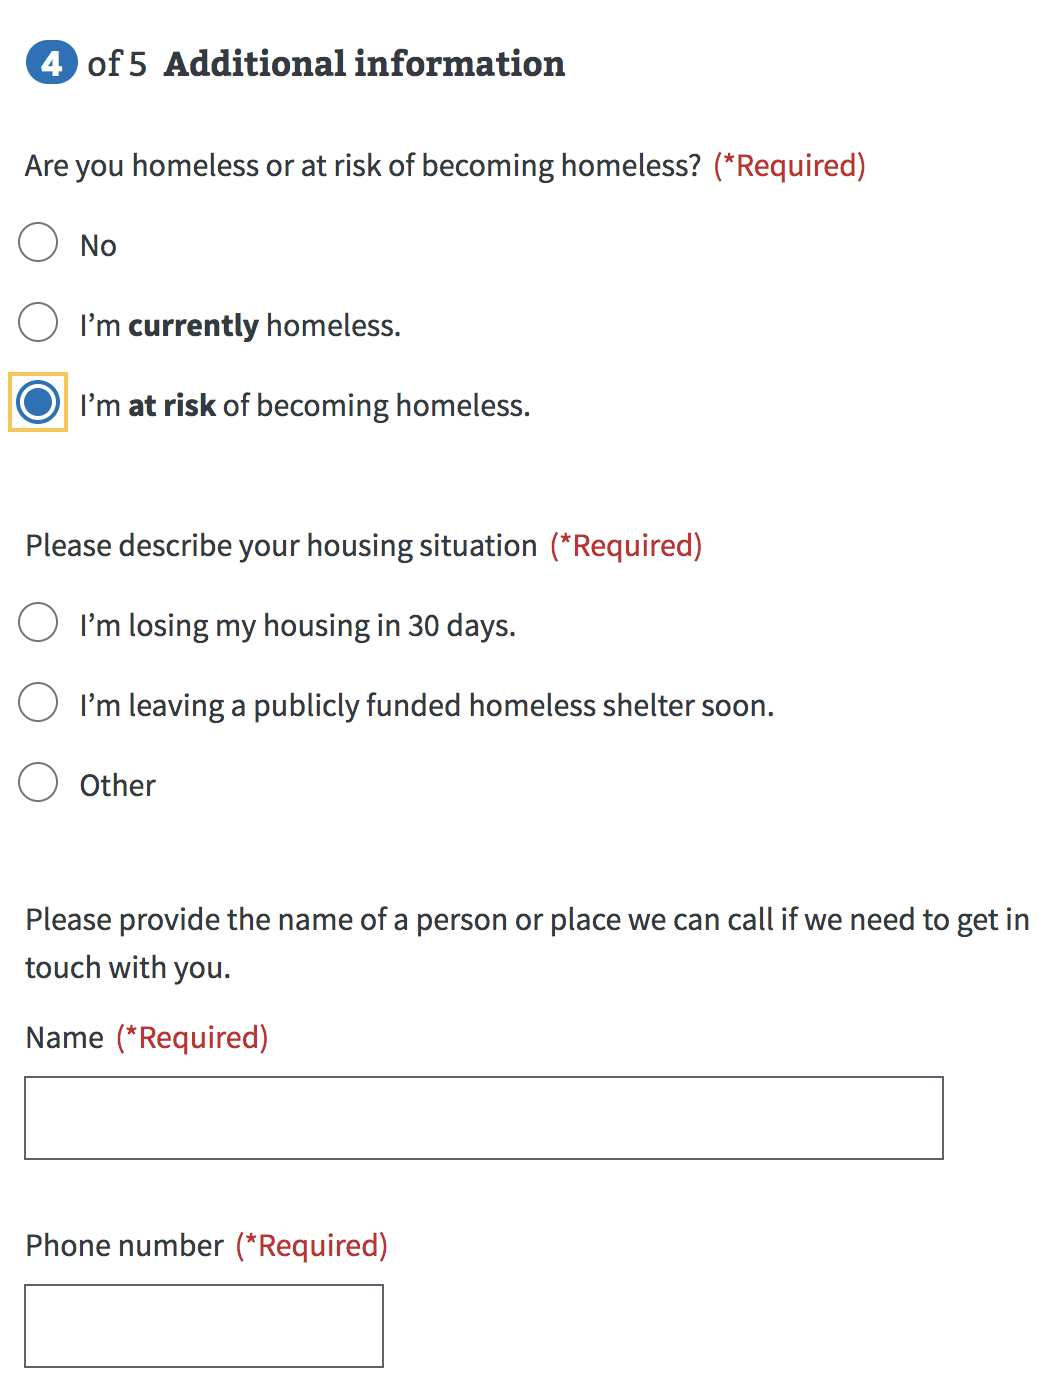 4 of 5 Additional information
Are you homeless or at risk of becoming homeless? (*Required)
No
I’m currently homeless.
I’m at risk of becoming homeless.
Please describe your housing situation (*Required)
I’m losing my housing in 30 days.
I’m leaving a publicly funded homeless shelter soon.
Other
Please provide the name of a person or place we can call if we need to get in
touch with you.
Name (*Required)
Phone number (*Required)